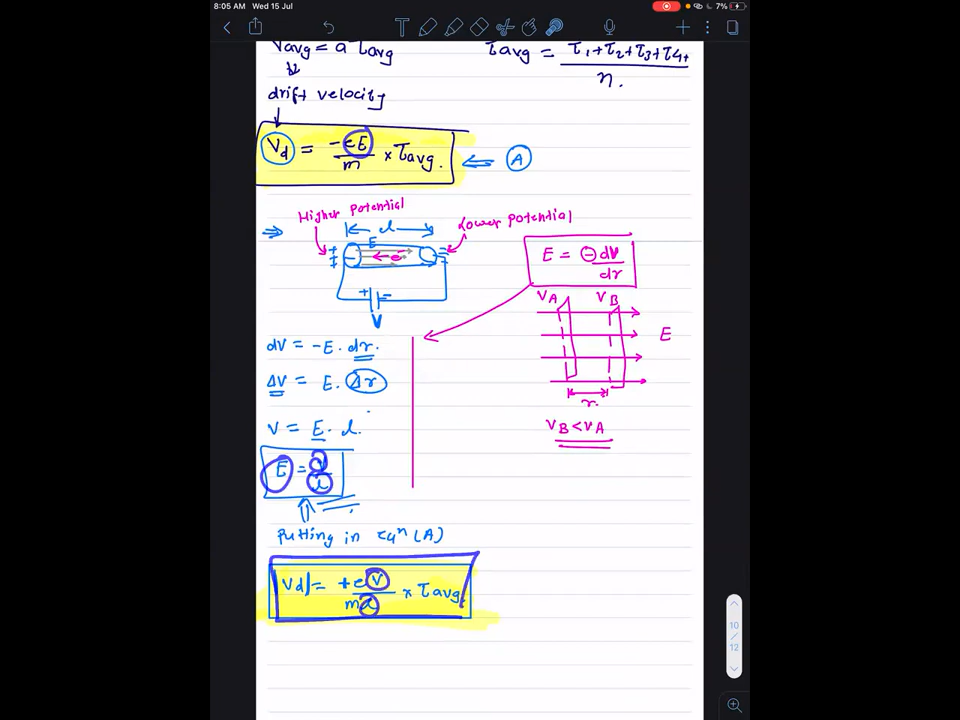 8:05 AM Wed 15 Jul
7%
Vavg = a τavg
τavg = τ1+τ2+τ3+τ4+
n.
drift velocity
Vd = -eE/m × τavg.
A
Higher potential
l
Lower potential
E
e
+ -
E = - dV/dr
VA VB
E
r.
VB < VA
dV = -E. dr.
ΔV = E. Δr
V = E. l.
E = V/l
Putting in eqn (A)
Vd| = +eV/ml × τavg.
10
/
12